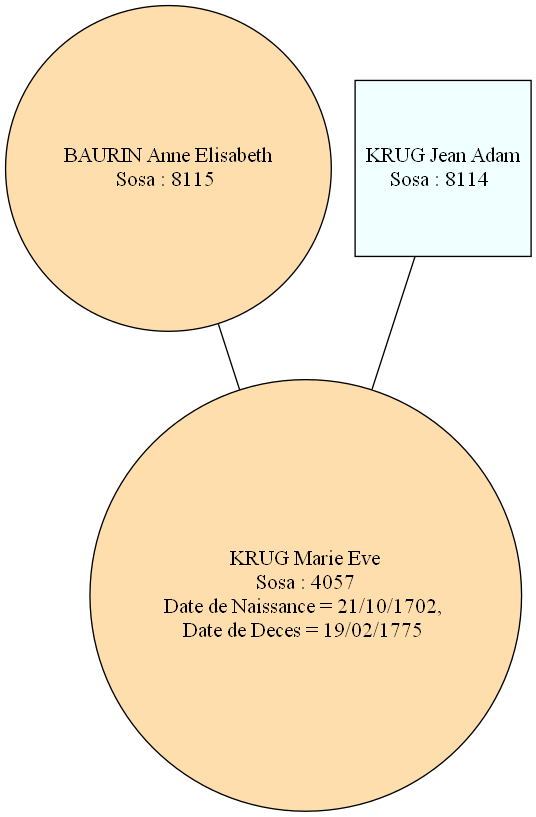 BAURIN Anne Elisabeth
Sosa : 8115
KRUG Jean Adam
Sosa : 8114
KRUG Marie Eve
Sosa : 4057
Date de Naissance = 21/10/1702,
Date de Deces = 19/02/1775